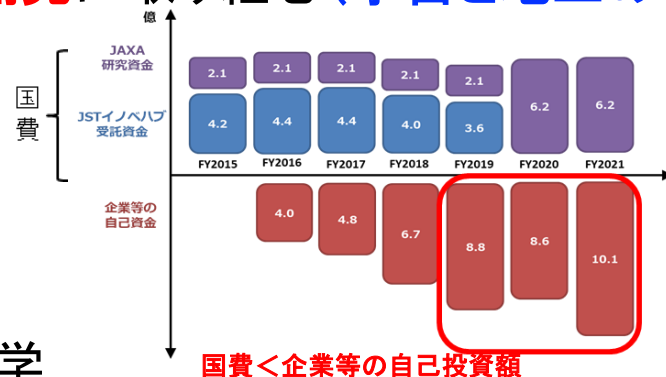 億
JAXA
研究資金
2.1
2.1
2.1
2.1
2.1
6.2
6.2
国
費
JSTイノベハブ
受託資金
4.2
4.4
4.4
4.0
3.6
FY2015
FY2016
FY2017
FY2018
FY2019
FY2020
FY2021
企業等の
自己資金
4.0
4.8
6.7
8.8
8.6
10.1
学
国費<企業等の自己投資額